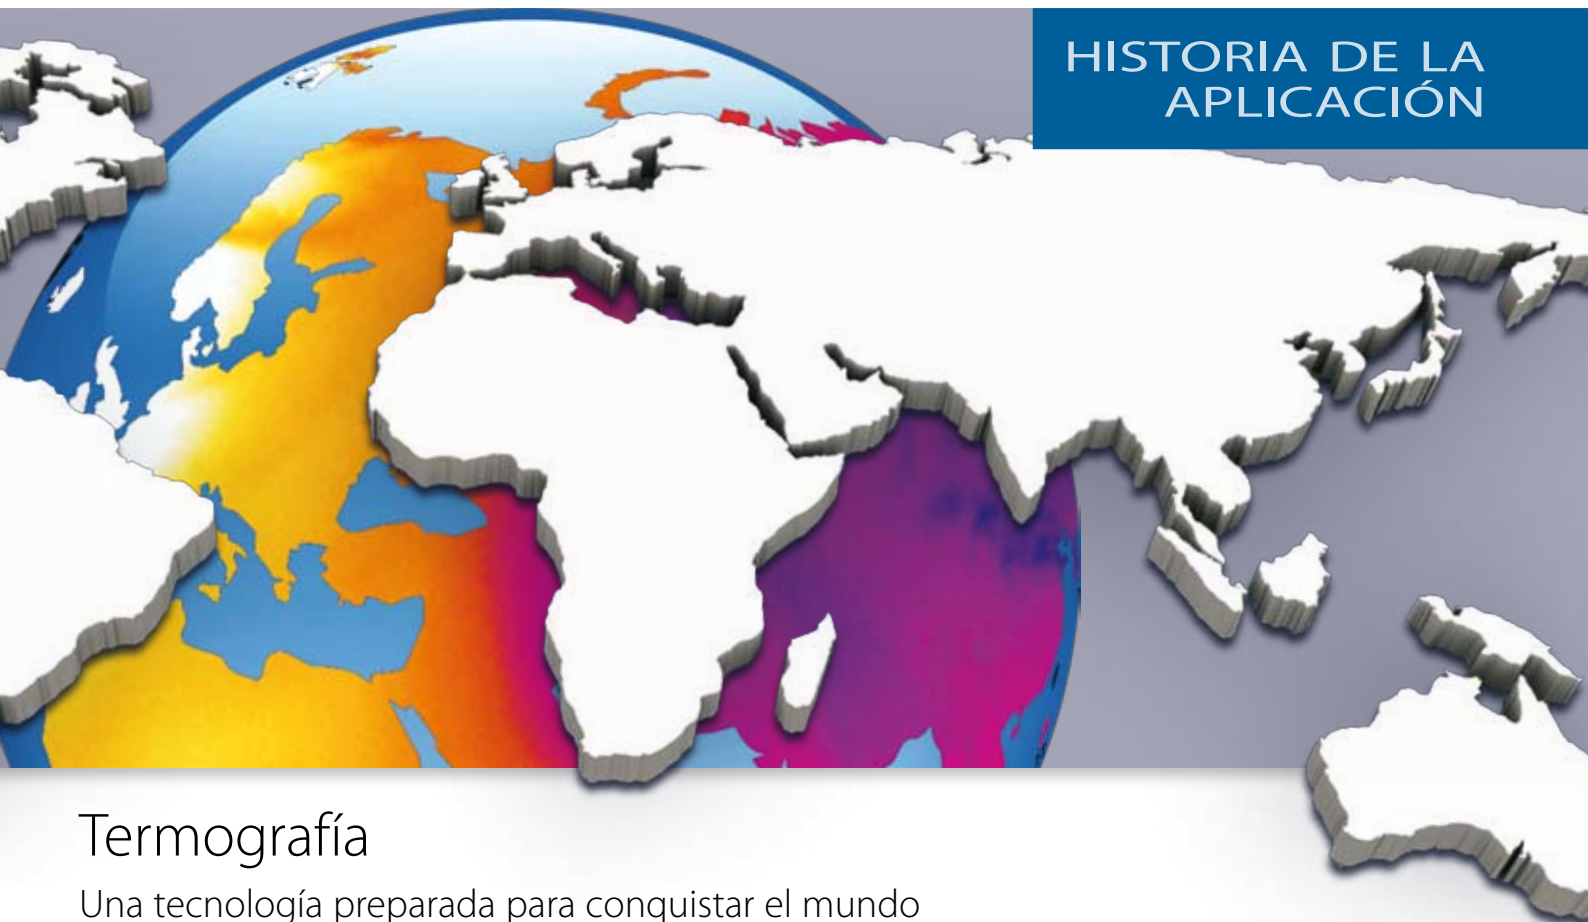 HISTORIA DE LA
APLICACIÓN
Termografía
Una tecnología preparada para conquistar el mundo